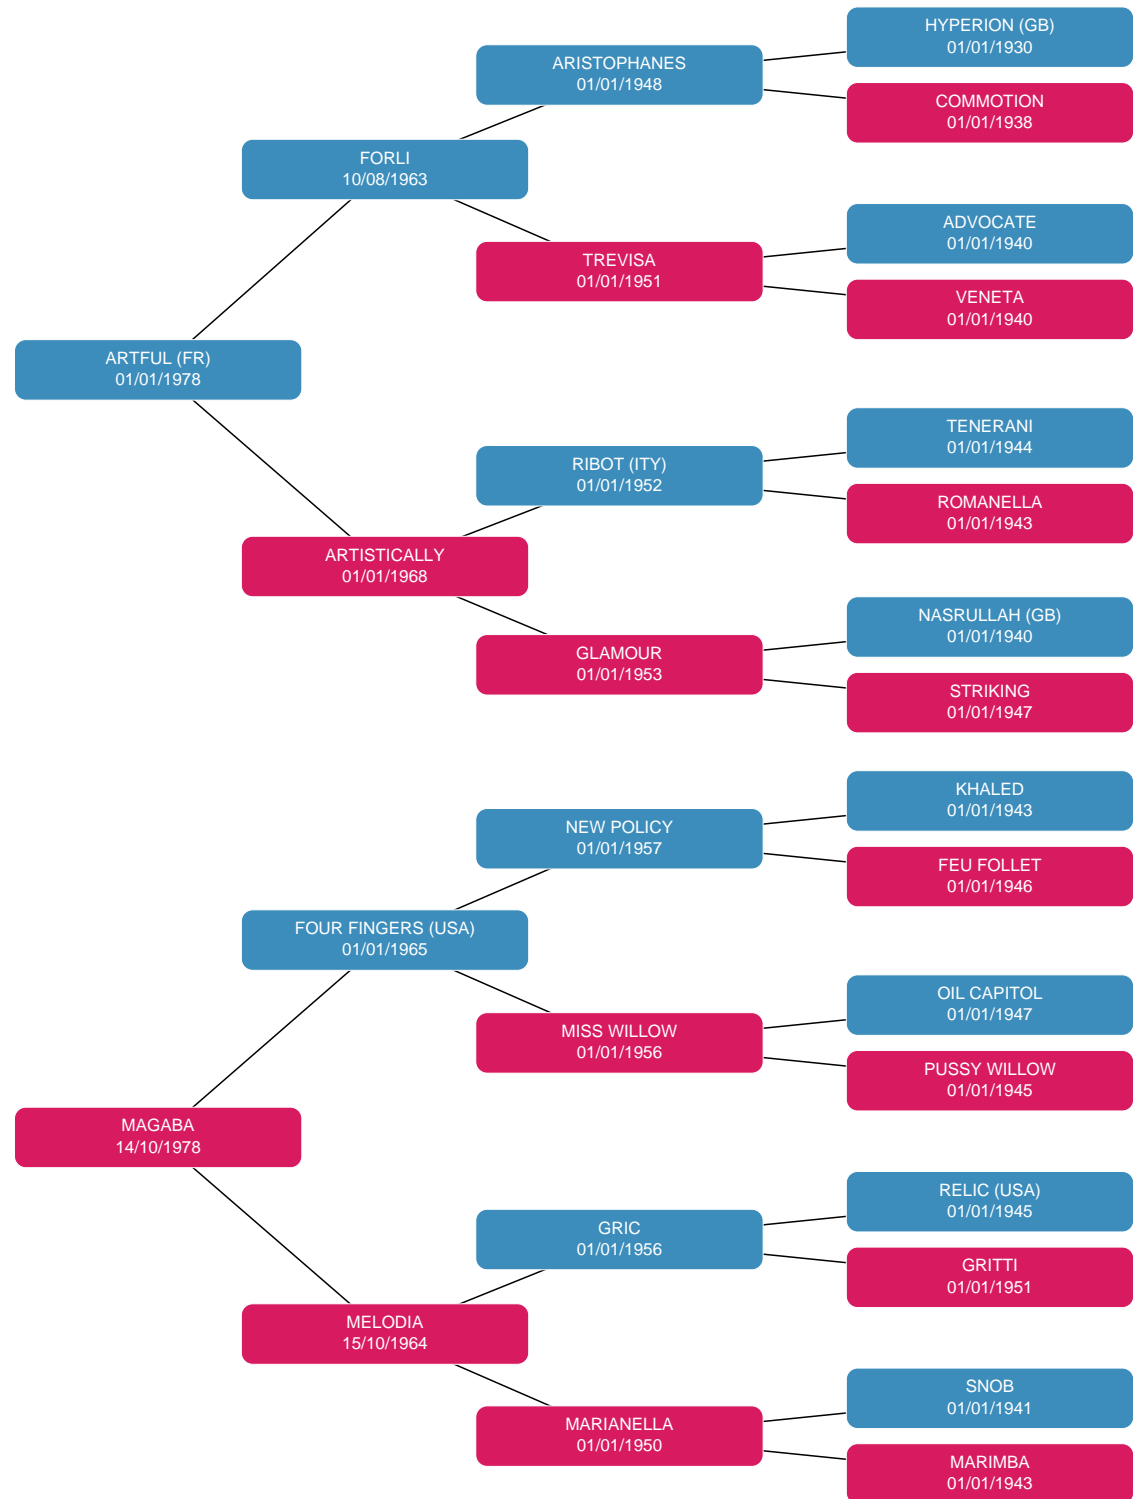 HYPERION (GB)
01/01/1930
ARISTOPHANES
01/01/1948
COMMOTION
01/01/1938
FORLI
10/08/1963
ADVOCATE
01/01/1940
TREVISA
01/01/1951
VENETA
01/01/1940
ARTFUL (FR)
01/01/1978
TENERANI
01/01/1944
RIBOT (ITY)
01/01/1952
ROMANELLA
01/01/1943
ARTISTICALLY
01/01/1968
NASRULLAH (GB)
01/01/1940
GLAMOUR
01/01/1953
STRIKING
01/01/1947
KHALED
01/01/1943
NEW POLICY
01/01/1957
FEU FOLLET
01/01/1946
FOUR FINGERS (USA)
01/01/1965
OIL CAPITOL
01/01/1947
MISS WILLOW
01/01/1956
PUSSY WILLOW
01/01/1945
MAGABA
14/10/1978
RELIC (USA)
01/01/1945
GRIC
01/01/1956
GRITTI
01/01/1951
MELODIA
15/10/1964
SNOB
01/01/1941
MARIANELLA
01/01/1950
MARIMBA
01/01/1943